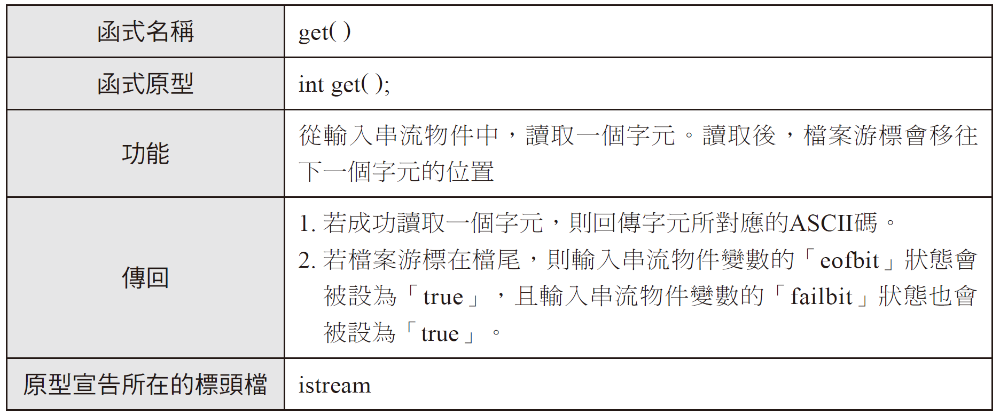 函式名稱
get( )
函式原型
int get( );
功能
從輸入串流物件中，讀取一個字元。讀取後，檔案游標會移往
下一個字元的位置
傳回
1. 若成功讀取一個字元，則回傳字元所對應的ASCII碼。
2. 若檔案游標在檔尾，則輸入串流物件變數的「eofbit」狀態會
被設為「true」，且輸入串流物件變數的「failbit」狀態也會
被設為「true」。
原型宣告所在的標頭檔
istream